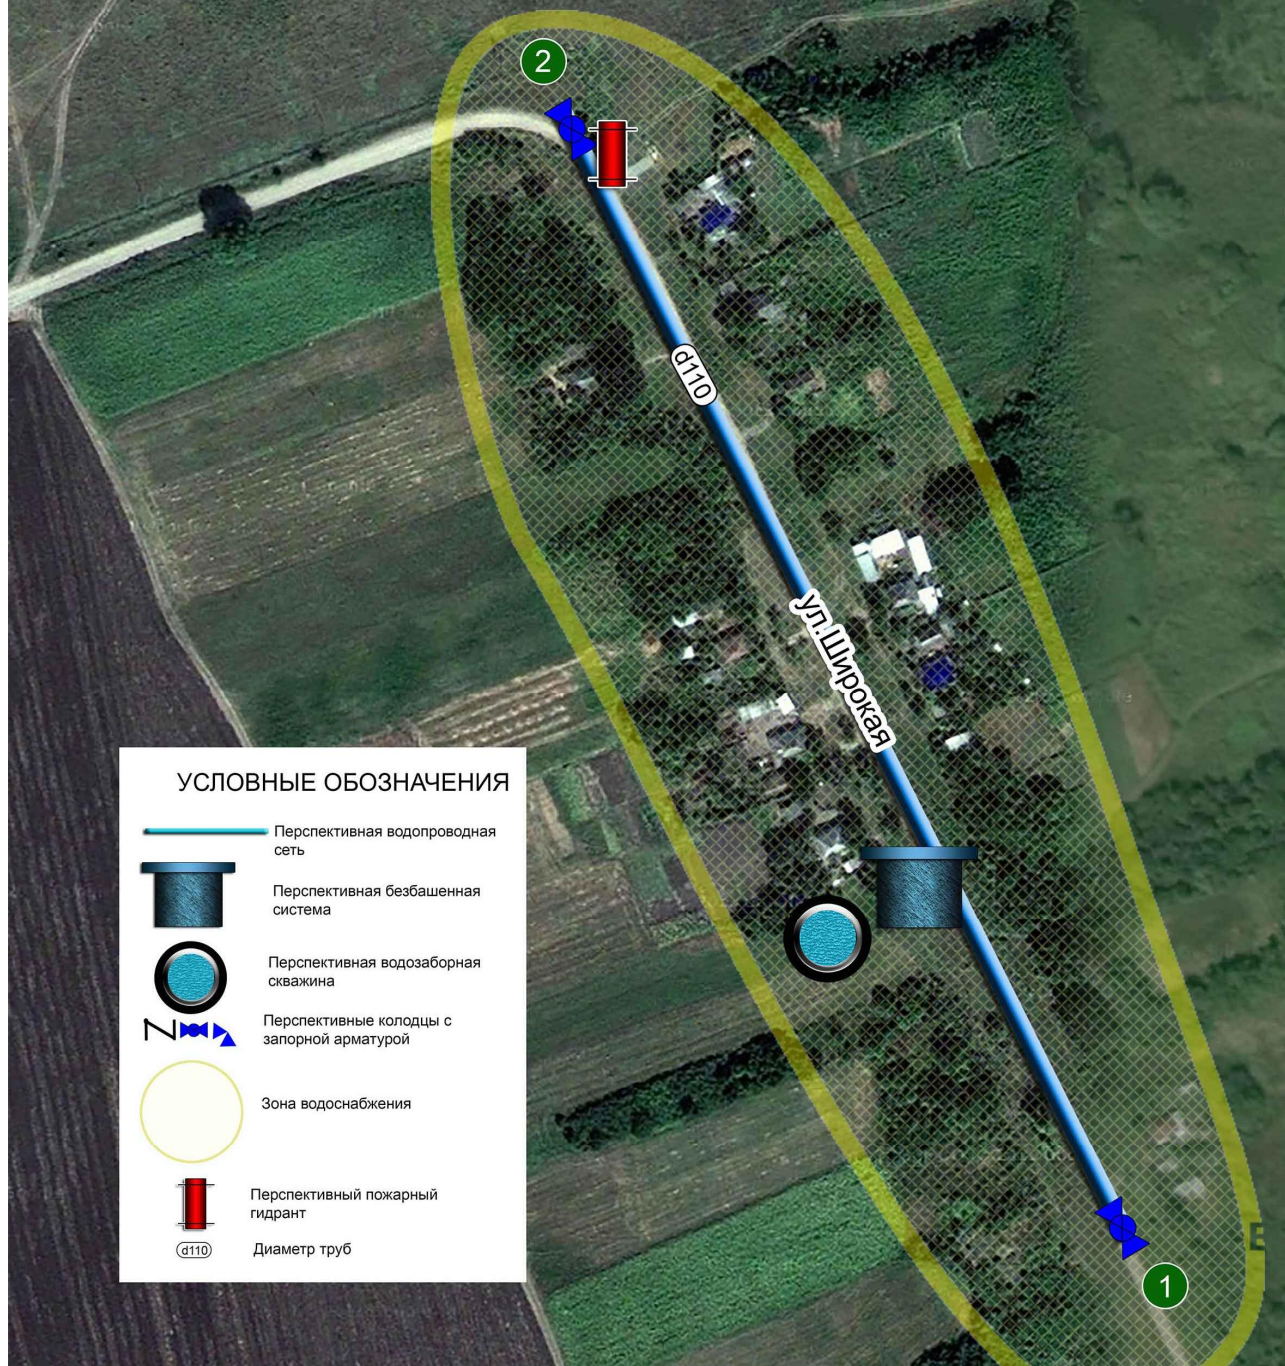 2
d110
ул.Широкая
УСЛОВНЫЕ ОБОЗНАЧЕНИЯ
Перспективная водопроводная
сеть
Перспективная безбашенная
система
Перспективная водозаборная
скважина
Перспективные колодцы с
запорной арматурой
Зона водоснабжения
Перспективный пожарный
гидрант
d110 Диаметр труб
1